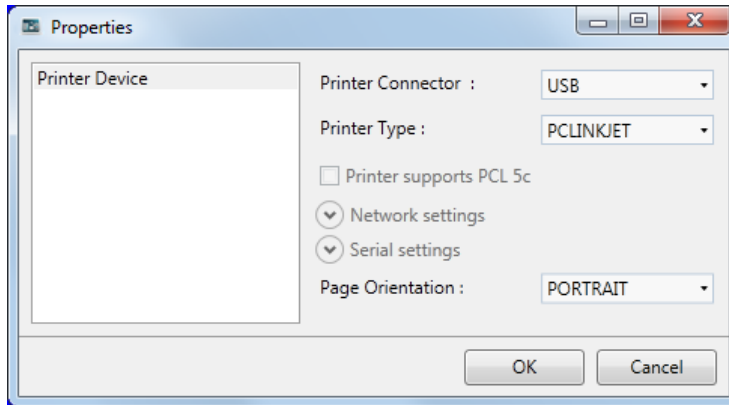 Properties
Printer Device
Printer Connector :
USB
Printer Type :
PCLINKJET
Printer supports PCL 5c
Network settings
Serial settings
Page Orientation :
PORTRAIT
OK
Cancel